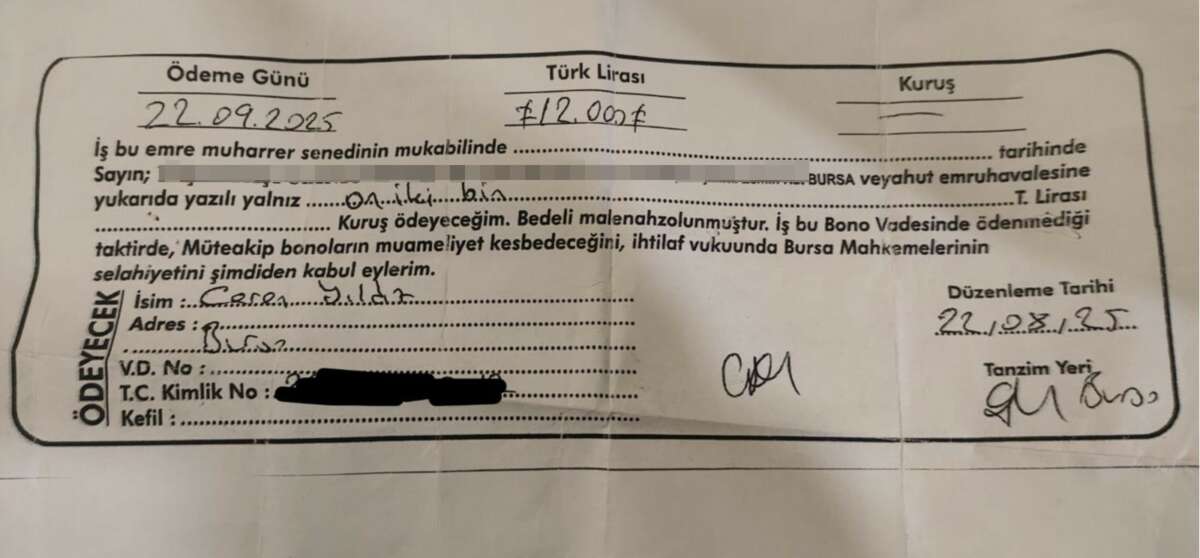 Ödeme Günü Türk Lirası Kuruş
22.09.2025 #12.000#
İş bu emre muharrer senedinin mukabilinde .......... tarihinde
Sayın; BURSA veyahut emruhavalesine
yukarıda yazılı yalnız ...... on iki bin .......... T. Lirası
.......... Kuruş ödeyeceğim. Bedeli malenahzolunmuştur. İş bu Bono Vadesinde ödenmediği
taktirde, Müteakip bonoların muameliyet kesbedeceğini, ihtilaf vukuunda Bursa Mahkemelerinin
selahiyetini şimdiden kabul eylerim.
ÖDEYECEK
İsim : Ceren Yıldız
Adres :
Bursa
V.D. No :
T.C. Kimlik No :
Kefil :
Düzenleme Tarihi
22/08/25
Tanzim Yeri
Bursa